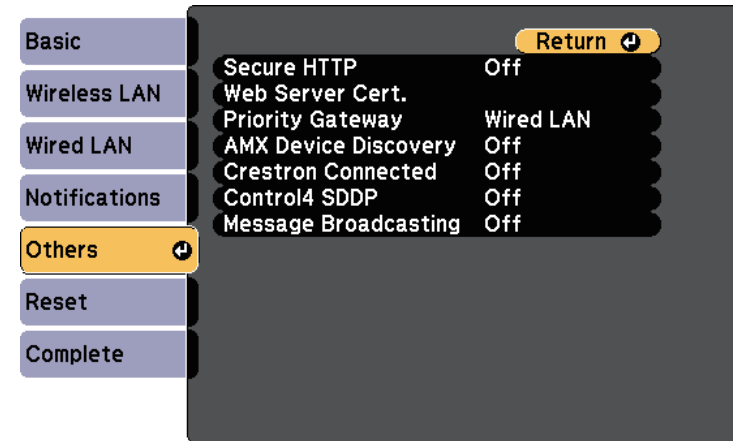 Basic
Wireless LAN
Wired LAN
Notifications
Others
Reset
Complete
Return
Secure HTTP Off
Web Server Cert.
Priority Gateway Wired LAN
AMX Device Discovery Off
Crestron Connected Off
Control4 SDDP Off
Message Broadcasting Off